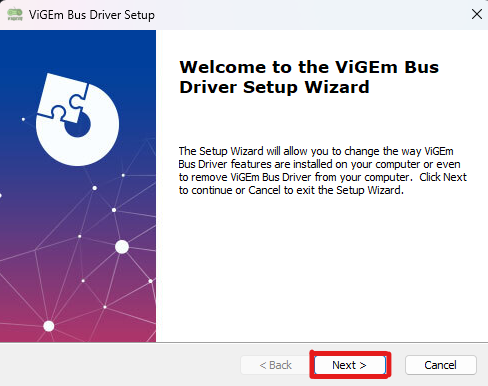 ViGEm Bus Driver Setup
Welcome to the ViGEm Bus
Driver Setup Wizard
The Setup Wizard will allow you to change the way ViGEm
Bus Driver features are installed on your computer or even
to remove ViGEm Bus Driver from your computer.  Click Next
to continue or Cancel to exit the Setup Wizard.
< Back
Next >
Cancel